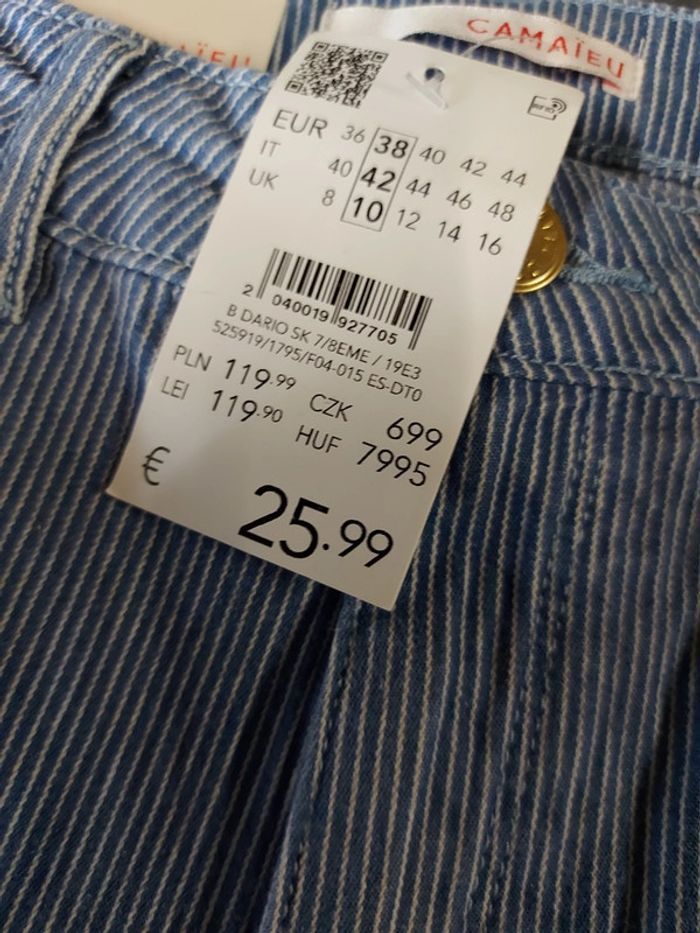 CAMAÏEU
RFID
EUR 36 38 40 42 44
IT 40 42 44 46 48
UK 8 10 12 14 16
2 040019 927705
B DARIO SK 7/8EME / 19E3
525919/1795/F04-015 ES-DT0
PLN 119.99 CZK 699
LEI 119.90 HUF 7995
€ 25.99